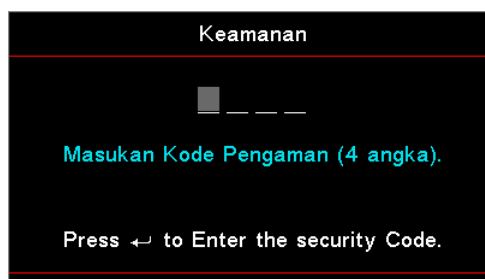 Keamanan
_ _ _ _
Masukan Kode Pengaman (4 angka).
Press ↵ to Enter the security Code.